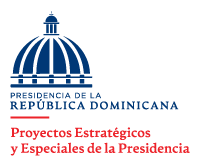 PRESIDENCIA DE LA
REPÚBLICA DOMINICANA
Proyectos Estratégicos
y Especiales de la Presidencia